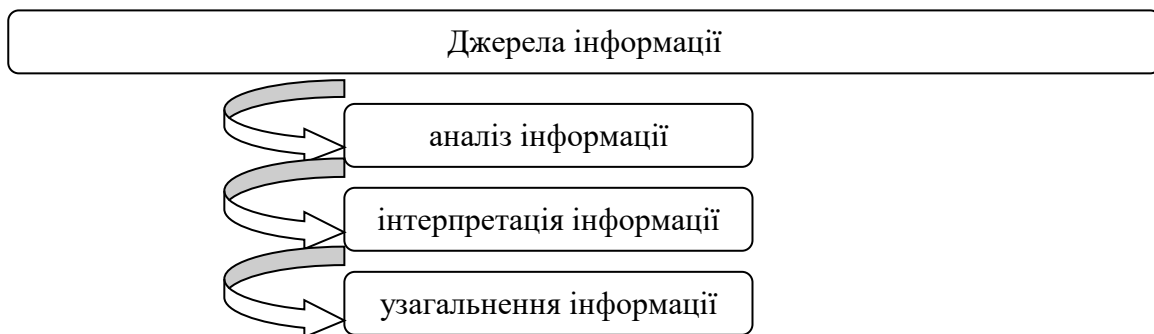 Джерела інформації
аналіз інформації
інтерпретація інформації
узагальнення інформації